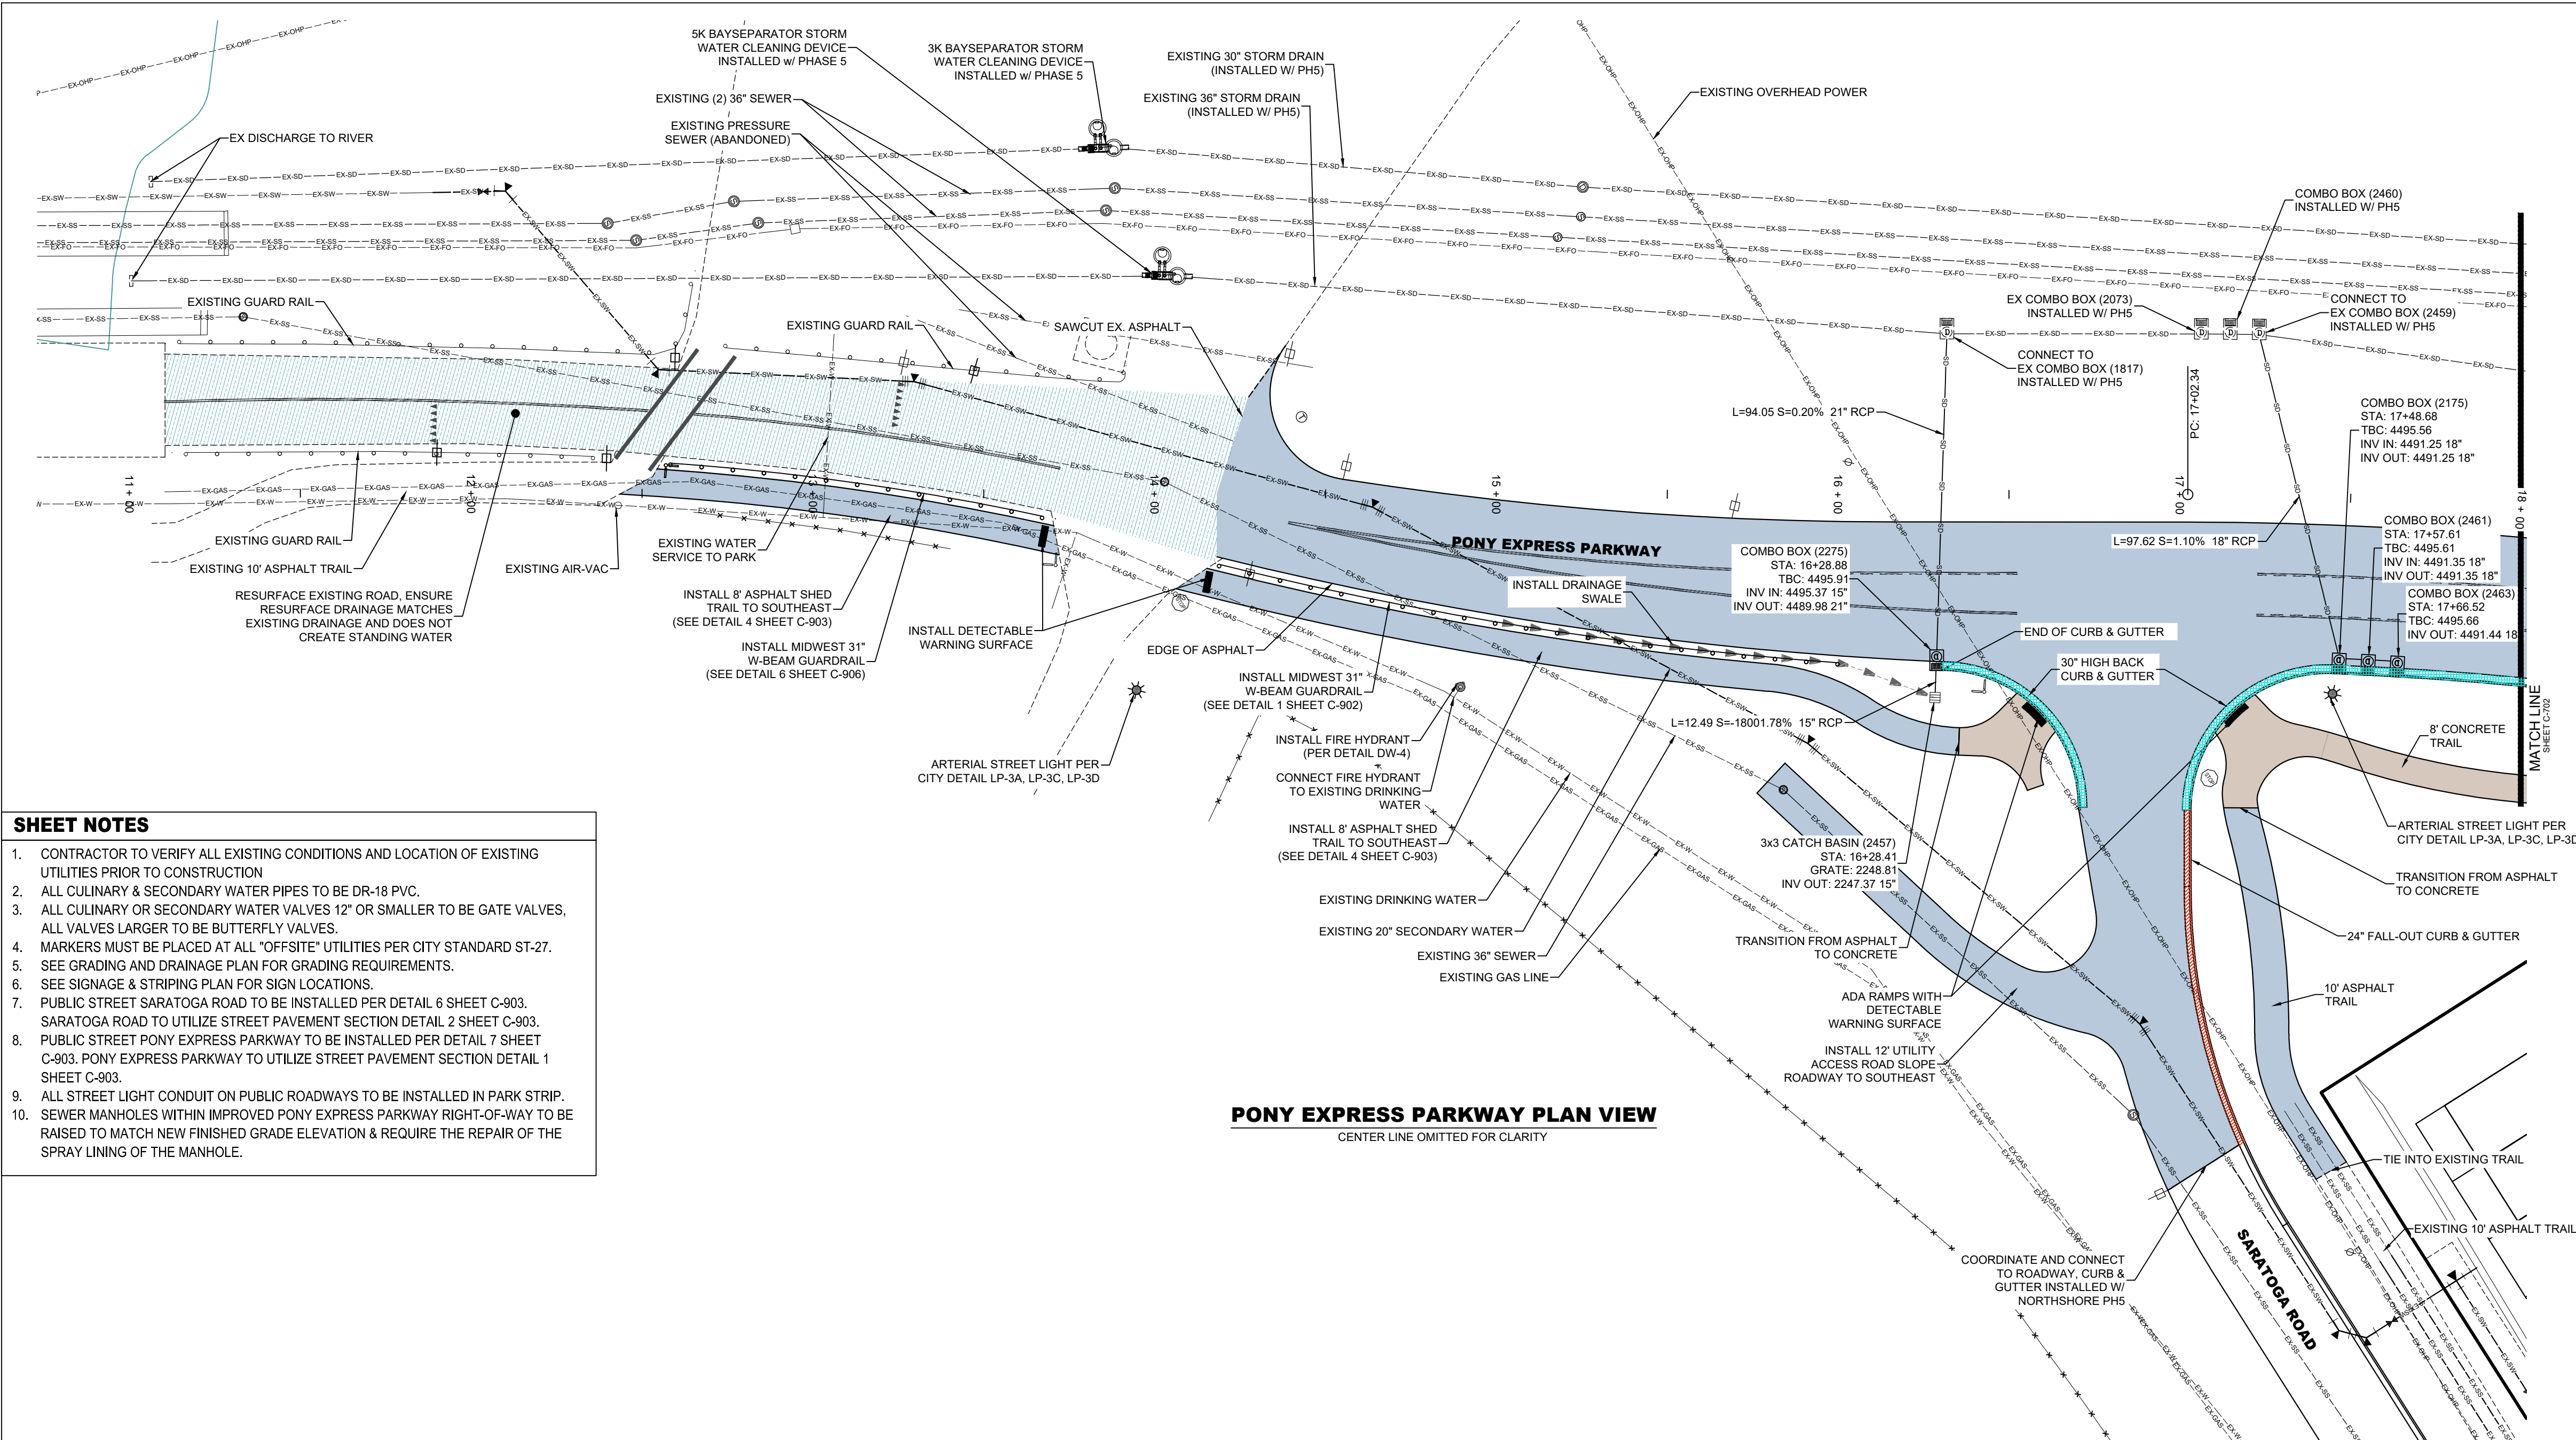 5K BAYSEPARATOR STORM
WATER CLEANING DEVICE
INSTALLED w/ PHASE 5
3K BAYSEPARATOR STORM
WATER CLEANING DEVICE
INSTALLED w/ PHASE 5
EXISTING 30" STORM DRAIN
(INSTALLED W/ PH5)
EXISTING 36" STORM DRAIN
(INSTALLED W/ PH5)
EXISTING OVERHEAD POWER
EXISTING (2) 36" SEWER
EXISTING PRESSURE
SEWER (ABANDONED)
EX DISCHARGE TO RIVER
COMBO BOX (2460)
INSTALLED W/ PH5
EX COMBO BOX (2073)
INSTALLED W/ PH5
CONNECT TO
EX COMBO BOX (2459)
INSTALLED W/ PH5
CONNECT TO
EX COMBO BOX (1817)
INSTALLED W/ PH5
EXISTING GUARD RAIL
EXISTING GUARD RAIL
SAWCUT EX. ASPHALT
L=94.05 S=0.20% 21" RCP
PC: 17+02.34
COMBO BOX (2175)
STA: 17+48.68
TBC: 4495.56
INV IN: 4491.25 18"
INV OUT: 4491.25 18"
11 + 00
12 + 00
13 + 00
14 + 00
15 + 00
16 + 00
17 + 00
18 + 00
EXISTING GUARD RAIL
EXISTING 10' ASPHALT TRAIL
EXISTING AIR-VAC
EXISTING WATER
SERVICE TO PARK
PONY EXPRESS PARKWAY
L=97.62 S=1.10% 18" RCP
COMBO BOX (2461)
STA: 17+57.61
TBC: 4495.61
INV IN: 4491.35 18"
INV OUT: 4491.35 18"
COMBO BOX (2275)
STA: 16+28.88
TBC: 4495.91
INV IN: 4495.37 15"
INV OUT: 4489.98 21"
COMBO BOX (2463)
STA: 17+66.52
TBC: 4495.66
INV OUT: 4491.44 18
RESURFACE EXISTING ROAD, ENSURE
RESURFACE DRAINAGE MATCHES
EXISTING DRAINAGE AND DOES NOT
CREATE STANDING WATER
INSTALL 8' ASPHALT SHED
TRAIL TO SOUTHEAST
(SEE DETAIL 4 SHEET C-903)
INSTALL MIDWEST 31"
W-BEAM GUARDRAIL
(SEE DETAIL 6 SHEET C-906)
INSTALL DETECTABLE
WARNING SURFACE
INSTALL DRAINAGE
SWALE
EDGE OF ASPHALT
END OF CURB & GUTTER
30" HIGH BACK
CURB & GUTTER
INSTALL MIDWEST 31"
W-BEAM GUARDRAIL
(SEE DETAIL 1 SHEET C-902)
L=12.49 S=-18001.78% 15" RCP
INSTALL FIRE HYDRANT
(PER DETAIL DW-4)
CONNECT FIRE HYDRANT
TO EXISTING DRINKING
WATER
ARTERIAL STREET LIGHT PER
CITY DETAIL LP-3A, LP-3C, LP-3D
8' CONCRETE
TRAIL
MATCH LINE
SHEET C-702
INSTALL 8' ASPHALT SHED
TRAIL TO SOUTHEAST
(SEE DETAIL 4 SHEET C-903)
3x3 CATCH BASIN (2457)
STA: 16+28.41
GRATE: 2248.81
INV OUT: 2247.37 15"
ARTERIAL STREET LIGHT PER
CITY DETAIL LP-3A, LP-3C, LP-3D
TRANSITION FROM ASPHALT
TO CONCRETE
EXISTING DRINKING WATER
EXISTING 20" SECONDARY WATER
EXISTING 36" SEWER
EXISTING GAS LINE
TRANSITION FROM ASPHALT
TO CONCRETE
24" FALL-OUT CURB & GUTTER
10' ASPHALT
TRAIL
ADA RAMPS WITH
DETECTABLE
WARNING SURFACE
INSTALL 12' UTILITY
ACCESS ROAD SLOPE
ROADWAY TO SOUTHEAST
TIE INTO EXISTING TRAIL
EXISTING 10' ASPHALT TRAIL
COORDINATE AND CONNECT
TO ROADWAY, CURB &
GUTTER INSTALLED W/
NORTHSHORE PH5
SARATOGA ROAD
PONY EXPRESS PARKWAY PLAN VIEW
CENTER LINE OMITTED FOR CLARITY
SHEET NOTES
1. CONTRACTOR TO VERIFY ALL EXISTING CONDITIONS AND LOCATION OF EXISTING
UTILITIES PRIOR TO CONSTRUCTION
2. ALL CULINARY & SECONDARY WATER PIPES TO BE DR-18 PVC.
3. ALL CULINARY OR SECONDARY WATER VALVES 12" OR SMALLER TO BE GATE VALVES,
ALL VALVES LARGER TO BE BUTTERFLY VALVES.
4. MARKERS MUST BE PLACED AT ALL "OFFSITE" UTILITIES PER CITY STANDARD ST-27.
5. SEE GRADING AND DRAINAGE PLAN FOR GRADING REQUIREMENTS.
6. SEE SIGNAGE & STRIPING PLAN FOR SIGN LOCATIONS.
7. PUBLIC STREET SARATOGA ROAD TO BE INSTALLED PER DETAIL 6 SHEET C-903.
SARATOGA ROAD TO UTILIZE STREET PAVEMENT SECTION DETAIL 2 SHEET C-903.
8. PUBLIC STREET PONY EXPRESS PARKWAY TO BE INSTALLED PER DETAIL 7 SHEET
C-903. PONY EXPRESS PARKWAY TO UTILIZE STREET PAVEMENT SECTION DETAIL 1
SHEET C-903.
9. ALL STREET LIGHT CONDUIT ON PUBLIC ROADWAYS TO BE INSTALLED IN PARK STRIP.
10. SEWER MANHOLES WITHIN IMPROVED PONY EXPRESS PARKWAY RIGHT-OF-WAY TO BE
RAISED TO MATCH NEW FINISHED GRADE ELEVATION & REQUIRE THE REPAIR OF THE
SPRAY LINING OF THE MANHOLE.